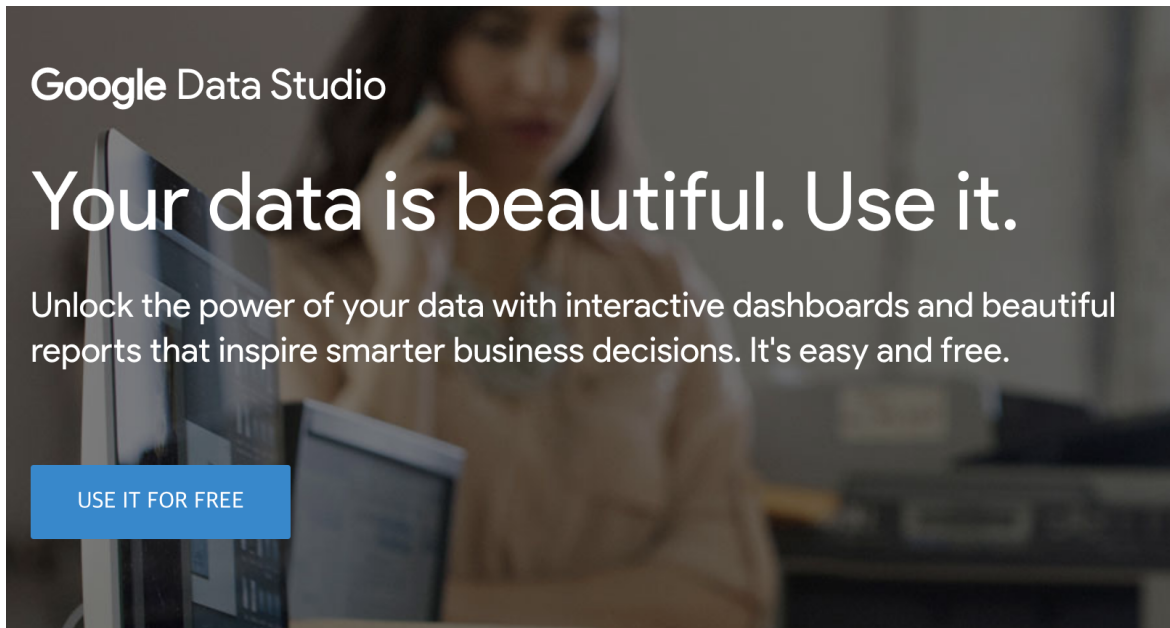 Google Data Studio
Your data is beautiful. Use it.
Unlock the power of your data with interactive dashboards and beautiful
reports that inspire smarter business decisions. It's easy and free.
USE IT FOR FREE